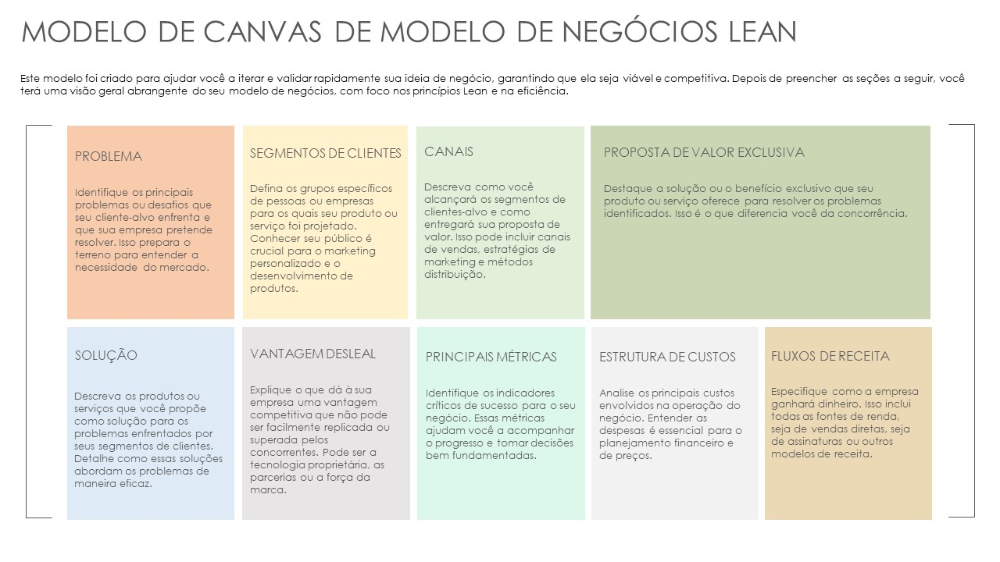 MODELO DE CANVAS DE MODELO DE NEGÓCIOS LEAN
Este modelo foi criado para ajudar você a iterar e validar rapidamente sua ideia de negócio, garantindo que ela seja viável e competitiva. Depois de preencher as seções a seguir, você
terá uma visão geral abrangente do seu modelo de negócios, com foco nos princípios Lean e na eficiência.
PROBLEMA
Identifique os principais
problemas ou desafios que
seu cliente-alvo enfrenta e
que sua empresa pretende
resolver. Isso prepara o
terreno para entender a
necessidade do mercado.
SEGMENTOS DE CLIENTES
Defina os grupos específicos
de pessoas ou empresas
para os quais seu produto ou
serviço foi projetado.
Conhecer seu público é
crucial para o marketing
personalizado e o
desenvolvimento de
produtos.
CANAIS
Descreva como você
alcançará os segmentos de
clientes-alvo e como
entregará sua proposta de
valor. Isso pode incluir canais
de vendas, estratégias de
marketing e métodos
distribuição.
PROPOSTA DE VALOR EXCLUSIVA
Destaque a solução ou o benefício exclusivo que seu
produto ou serviço oferece para resolver os problemas
identificados. Isso é o que diferencia você da concorrência.
SOLUÇÃO
Descreva os produtos ou
serviços que você propõe
como solução para os
problemas enfrentados por
seus segmentos de clientes.
Detalhe como essas soluções
abordam os problemas de
maneira eficaz.
VANTAGEM DESLEAL
Explique o que dá à sua
empresa uma vantagem
competitiva que não pode
ser facilmente replicada ou
superada pelos
concorrentes. Pode ser a
tecnologia proprietária, as
parcerias ou a força da
marca.
PRINCIPAIS MÉTRICAS
Identifique os indicadores
críticos de sucesso para o seu
negócio. Essas métricas
ajudam você a acompanhar
o progresso e tomar decisões
bem fundamentadas.
ESTRUTURA DE CUSTOS
Analise os principais custos
envolvidos na operação do
negócio. Entender as
despesas é essencial para o
planejamento financeiro e
de preços.
FLUXOS DE RECEITA
Especifique como a empresa
ganhará dinheiro. Isso inclui
todas as fontes de renda,
seja de vendas diretas, seja
de assinaturas ou outros
modelos de receita.